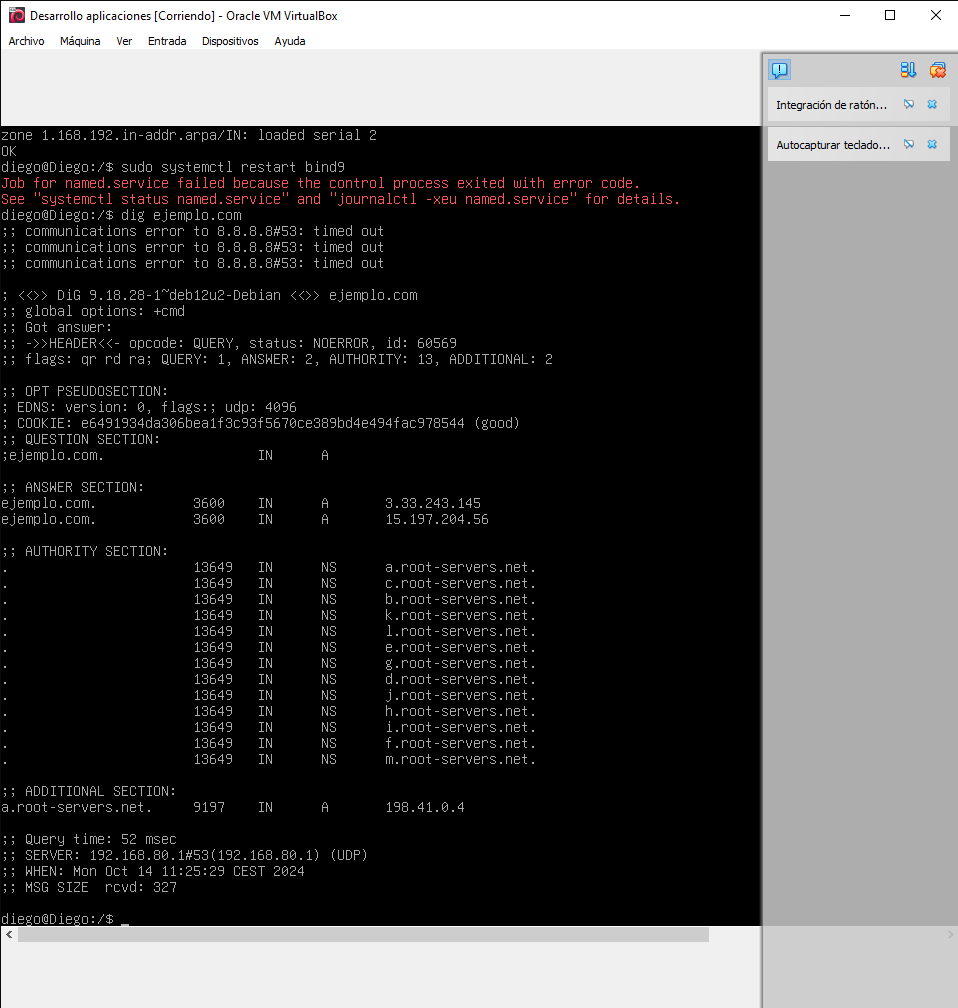 Desarrollo aplicaciones [Corriendo] - Oracle VM VirtualBox
Archivo Máquina Ver Entrada Dispositivos Ayuda
Integración de ratón...
Autocapturar teclado...
zone 1.168.192.in-addr.arpa/IN: loaded serial 2
OK
diego@Diego:/$ sudo systemctl restart bind9
Job for named.service failed because the control process exited with error code.
See "systemctl status named.service" and "journalctl -xeu named.service" for details.
diego@Diego:/$ dig ejemplo.com
;; communications error to 8.8.8.8#53: timed out
;; communications error to 8.8.8.8#53: timed out
;; communications error to 8.8.8.8#53: timed out
; <<>> DiG 9.18.28-1~deb12u2-Debian <<>> ejemplo.com
;; global options: +cmd
;; Got answer:
;; ->>HEADER<<- opcode: QUERY, status: NOERROR, id: 60569
;; flags: qr rd ra; QUERY: 1, ANSWER: 2, AUTHORITY: 13, ADDITIONAL: 2
;; OPT PSEUDOSECTION:
; EDNS: version: 0, flags:; udp: 4096
; COOKIE: e6491934da306bea1f3c93f5670ce389bd4e494fac978544 (good)
;; QUESTION SECTION:
;ejemplo.com. IN A
;; ANSWER SECTION:
ejemplo.com. 3600 IN A 3.33.243.145
ejemplo.com. 3600 IN A 15.197.204.56
;; AUTHORITY SECTION:
. 13649 IN NS a.root-servers.net.
. 13649 IN NS c.root-servers.net.
. 13649 IN NS b.root-servers.net.
. 13649 IN NS k.root-servers.net.
. 13649 IN NS l.root-servers.net.
. 13649 IN NS e.root-servers.net.
. 13649 IN NS g.root-servers.net.
. 13649 IN NS d.root-servers.net.
. 13649 IN NS j.root-servers.net.
. 13649 IN NS h.root-servers.net.
. 13649 IN NS i.root-servers.net.
. 13649 IN NS f.root-servers.net.
. 13649 IN NS m.root-servers.net.
;; ADDITIONAL SECTION:
a.root-servers.net. 9197 IN A 198.41.0.4
;; Query time: 52 msec
;; SERVER: 192.168.80.1#53(192.168.80.1) (UDP)
;; WHEN: Mon Oct 14 11:25:29 CEST 2024
;; MSG SIZE rcvd: 327
diego@Diego:/$ _